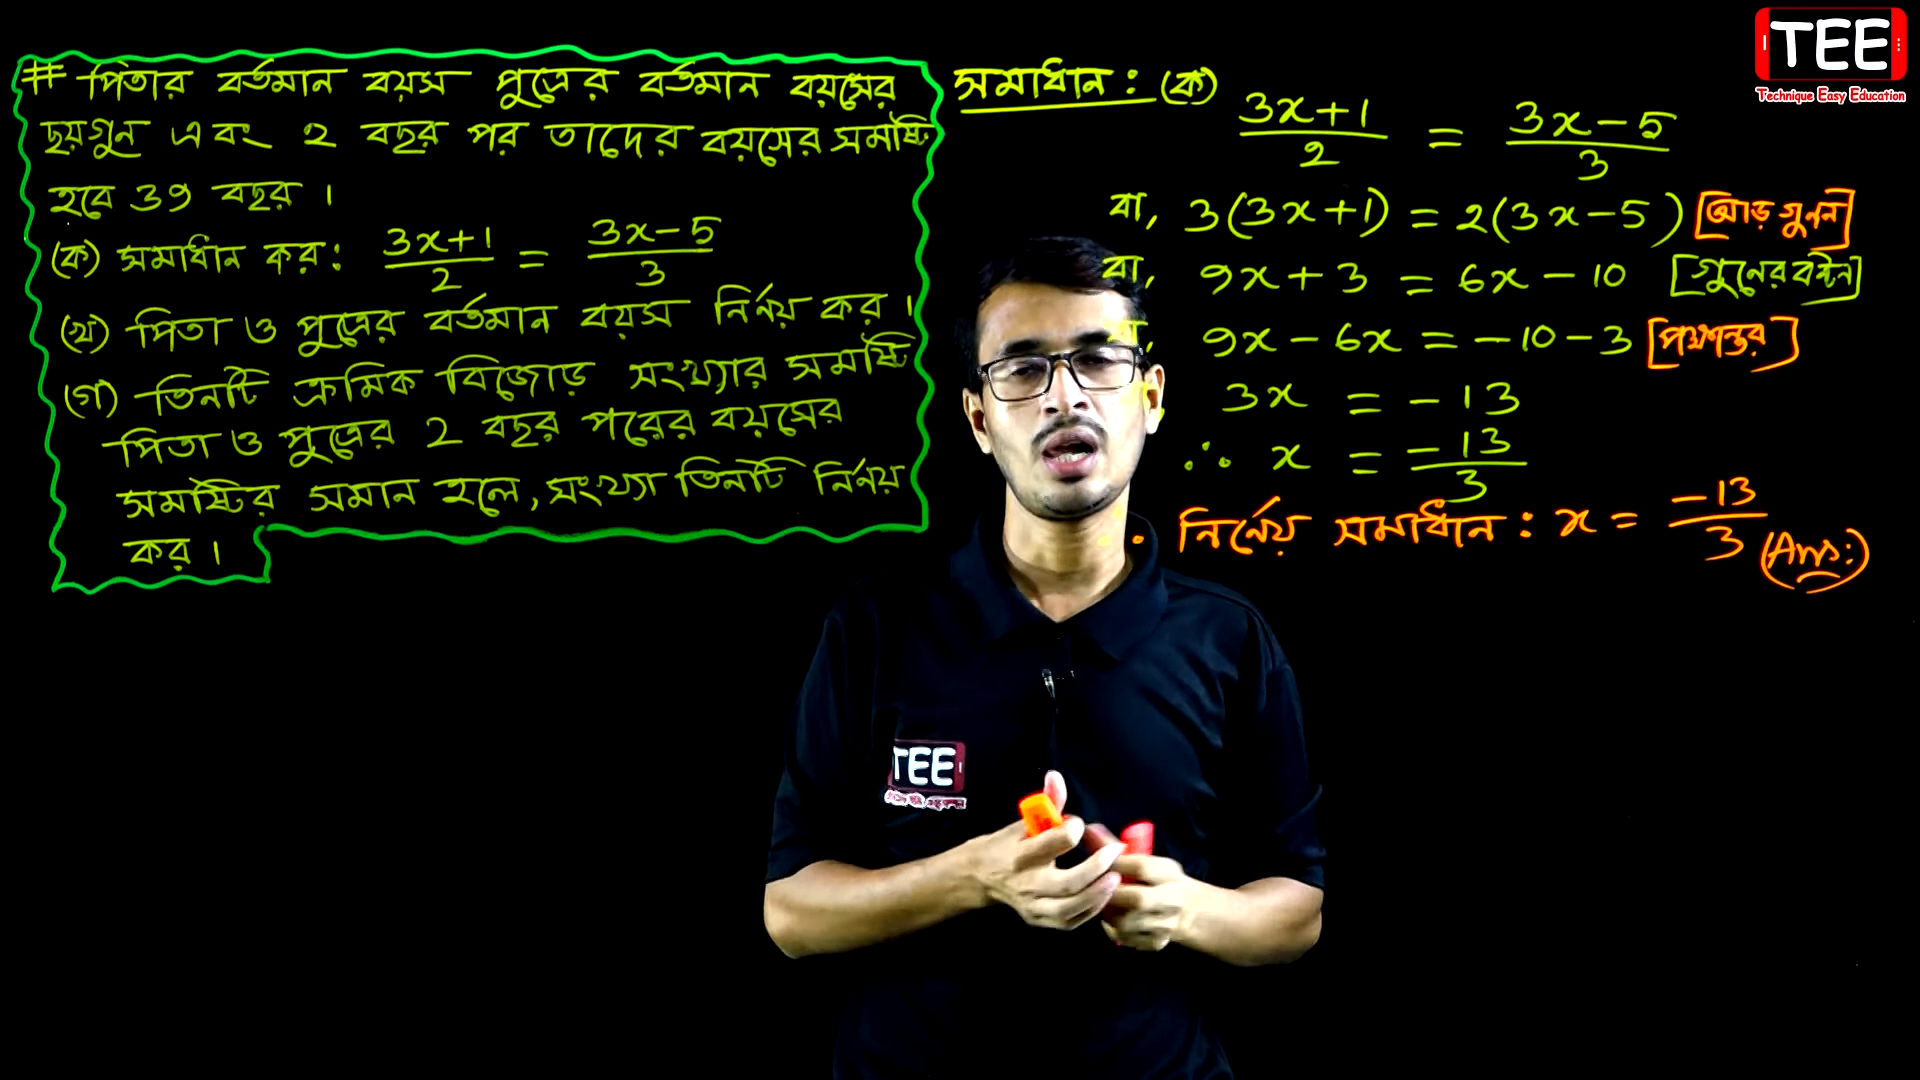 # পিতার বর্তমান বয়স পুত্রের বর্তমান বয়সের
ছয়গুন এবং ২ বছর পর তাদের বয়সের সমষ্টি
হবে ৩৯ বছর ।
(ক) সমাধান কর: 3x+1/2 = 3x-5/3
(খ) পিতা ও পুত্রের বর্তমান বয়স নির্নয় কর ।
(গ) তিনটি ক্রমিক বিজোড় সংখ্যার সমষ্টি
পিতা ও পুত্রের 2 বছর পরের বয়সের
সমষ্টির সমান হলে, সংখ্যা তিনটি নির্নয়
কর ।
সমাধান : (ক)
3x+1/2 = 3x-5/3
বা, 3(3x+1) = 2(3x-5) [আড় গুনন]
বা, 9x+3 = 6x-10 [গুনের বন্টন]
বা, 9x-6x = -10-3 [পক্ষান্তর]
3x = -13
∴ x = -13/3
∴ নির্নেয় সমাধান : x = -13/3 (Ans:)
TEE
Technique Easy Education
TEE